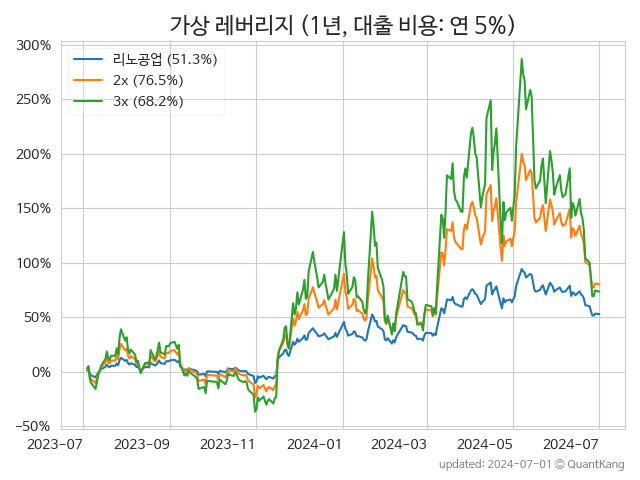 가상 레버리지 (1년, 대출 비용: 연 5%)
300%
리노공업 (51.3%)
2x (76.5%)
3x (68.2%)
250%
200%
150%
100%
50%
0%
−50%
2023-07 2023-09 2023-11 2024-01 2024-03 2024-05 2024-07
updated: 2024-07-01 © QuantKang